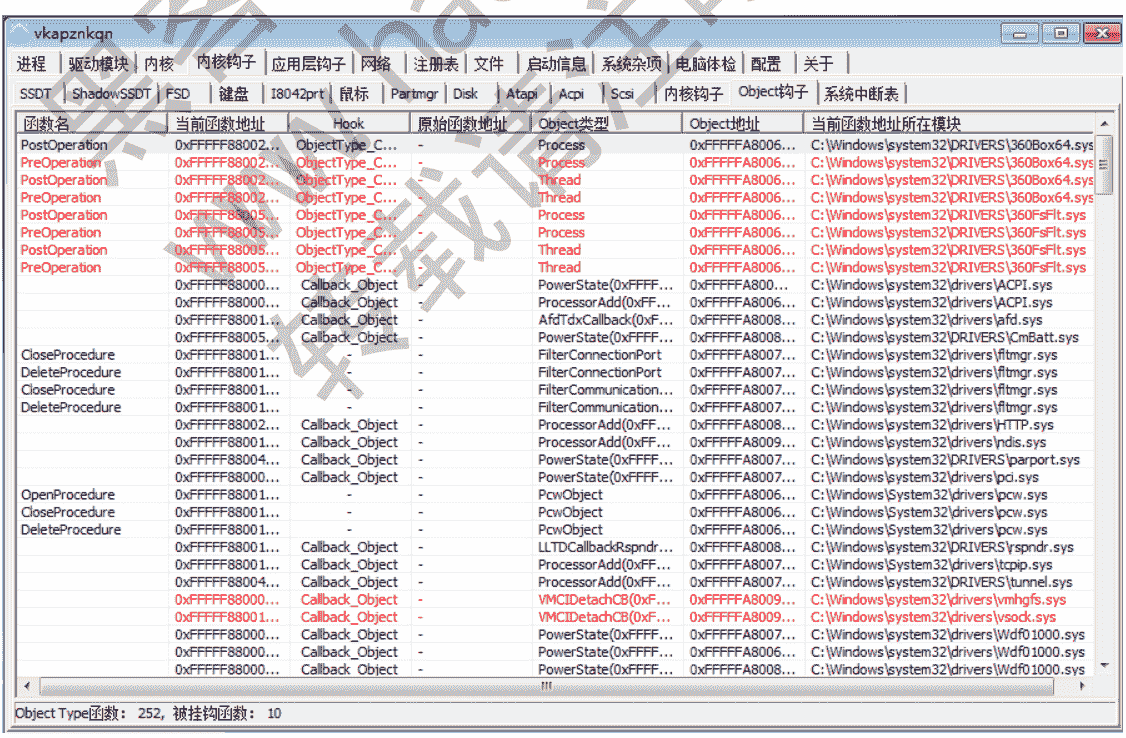 vkapznkqn
进程 驱动模块 内核 内核钩子 应用层钩子 网络 注册表 文件 启动信息 系统杂项 电脑体检 配置 关于
SSDT ShadowSSDT FSD 键盘 I8042prt 鼠标 Partmgr Disk Atapi Acpi Scsi 内核钩子 Object钩子 系统中断表
函数名 当前函数地址 Hook 原始函数地址 Object类型 Object地址 当前函数地址所在模块
PostOperation 0xFFFFF88002... ObjectType_C... - Process 0xFFFFFA8006... C:\Windows\system32\DRIVERS\360Box64.sys
PreOperation 0xFFFFF88002... ObjectType_C... - Process 0xFFFFFA8006... C:\Windows\system32\DRIVERS\360Box64.sys
PostOperation 0xFFFFF88002... ObjectType_C... - Thread 0xFFFFFA8006... C:\Windows\system32\DRIVERS\360Box64.sys
PreOperation 0xFFFFF88002... ObjectType_C... - Thread 0xFFFFFA8006... C:\Windows\system32\DRIVERS\360Box64.sys
PostOperation 0xFFFFF88005... ObjectType_C... - Process 0xFFFFFA8006... C:\Windows\system32\DRIVERS\360FsFlt.sys
PreOperation 0xFFFFF88005... ObjectType_C... - Process 0xFFFFFA8006... C:\Windows\system32\DRIVERS\360FsFlt.sys
PostOperation 0xFFFFF88005... ObjectType_C... - Thread 0xFFFFFA8006... C:\Windows\system32\DRIVERS\360FsFlt.sys
PreOperation 0xFFFFF88005... ObjectType_C... - Thread 0xFFFFFA8006... C:\Windows\system32\DRIVERS\360FsFlt.sys
0xFFFFF88000... Callback_Object - PowerState(0xFFFF... 0xFFFFFA800... C:\Windows\system32\drivers\ACPI.sys
0xFFFFF88000... Callback_Object - ProcessorAdd(0xFF... 0xFFFFFA8006... C:\Windows\system32\drivers\ACPI.sys
0xFFFFF88001... Callback_Object - AfdTdxCallback(0xF... 0xFFFFFA8008... C:\Windows\system32\drivers\afd.sys
0xFFFFF88005... Callback_Object - PowerState(0xFFFF... 0xFFFFFA8008... C:\Windows\system32\DRIVERS\CmBatt.sys
CloseProcedure 0xFFFFF88001... - - FilterConnectionPort 0xFFFFFA8007... C:\Windows\system32\drivers\fltmgr.sys
DeleteProcedure 0xFFFFF88001... - - FilterConnectionPort 0xFFFFFA8007... C:\Windows\system32\drivers\fltmgr.sys
CloseProcedure 0xFFFFF88001... - - FilterCommunication... 0xFFFFFA8007... C:\Windows\system32\drivers\fltmgr.sys
DeleteProcedure 0xFFFFF88001... - - FilterCommunication... 0xFFFFFA8007... C:\Windows\system32\drivers\fltmgr.sys
0xFFFFF88002... Callback_Object - ProcessorAdd(0xFF... 0xFFFFFA8008... C:\Windows\system32\drivers\HTTP.sys
0xFFFFF88001... Callback_Object - ProcessorAdd(0xFF... 0xFFFFFA8009... C:\Windows\system32\drivers\ndis.sys
0xFFFFF88004... Callback_Object - PowerState(0xFFFF... 0xFFFFFA8007... C:\Windows\system32\DRIVERS\parport.sys
0xFFFFF88000... Callback_Object - PowerState(0xFFFF... 0xFFFFFA8007... C:\Windows\system32\drivers\pci.sys
OpenProcedure 0xFFFFF88001... - - PcwObject 0xFFFFFA8006... C:\Windows\System32\drivers\pcw.sys
CloseProcedure 0xFFFFF88001... - - PcwObject 0xFFFFFA8006... C:\Windows\System32\drivers\pcw.sys
DeleteProcedure 0xFFFFF88001... - - PcwObject 0xFFFFFA8006... C:\Windows\System32\drivers\pcw.sys
0xFFFFF88001... Callback_Object - LLTDCallbackRspndr... 0xFFFFFA8008... C:\Windows\system32\DRIVERS\rspndr.sys
0xFFFFF88001... Callback_Object - ProcessorAdd(0xFF... 0xFFFFFA8007... C:\Windows\System32\drivers\tcpip.sys
0xFFFFF88004... Callback_Object - ProcessorAdd(0xFF... 0xFFFFFA8007... C:\Windows\system32\DRIVERS\tunnel.sys
0xFFFFF88000... Callback_Object - VMCIDetachCB(0xF... 0xFFFFFA8009... C:\Windows\system32\drivers\vmhgfs.sys
0xFFFFF88001... Callback_Object - VMCIDetachCB(0xF... 0xFFFFFA8009... C:\Windows\system32\drivers\vsock.sys
0xFFFFF88000... Callback_Object - PowerState(0xFFFF... 0xFFFFFA8007... C:\Windows\system32\drivers\Wdf01000.sys
0xFFFFF88000... Callback_Object - PowerState(0xFFFF... 0xFFFFFA8006... C:\Windows\system32\drivers\Wdf01000.sys
0xFFFFF88000... Callback_Object - PowerState(0xFFFF... 0xFFFFFA8008... C:\Windows\system32\drivers\Wdf01000.sys
Object Type函数： 252, 被挂钩函数： 10